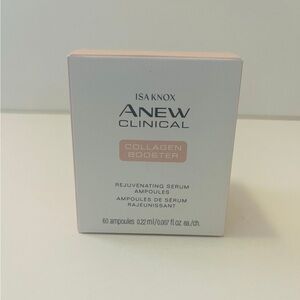 ISA KNOX
ANEW
CLINICAL
COLLAGEN
BOOSTER
REJUVENATING SERUM
AMPOULES
AMPOULES DE SÉRUM
RAJEUNISSANT
60 ampoules 0.22 ml/0.007 fl oz ea./ch.